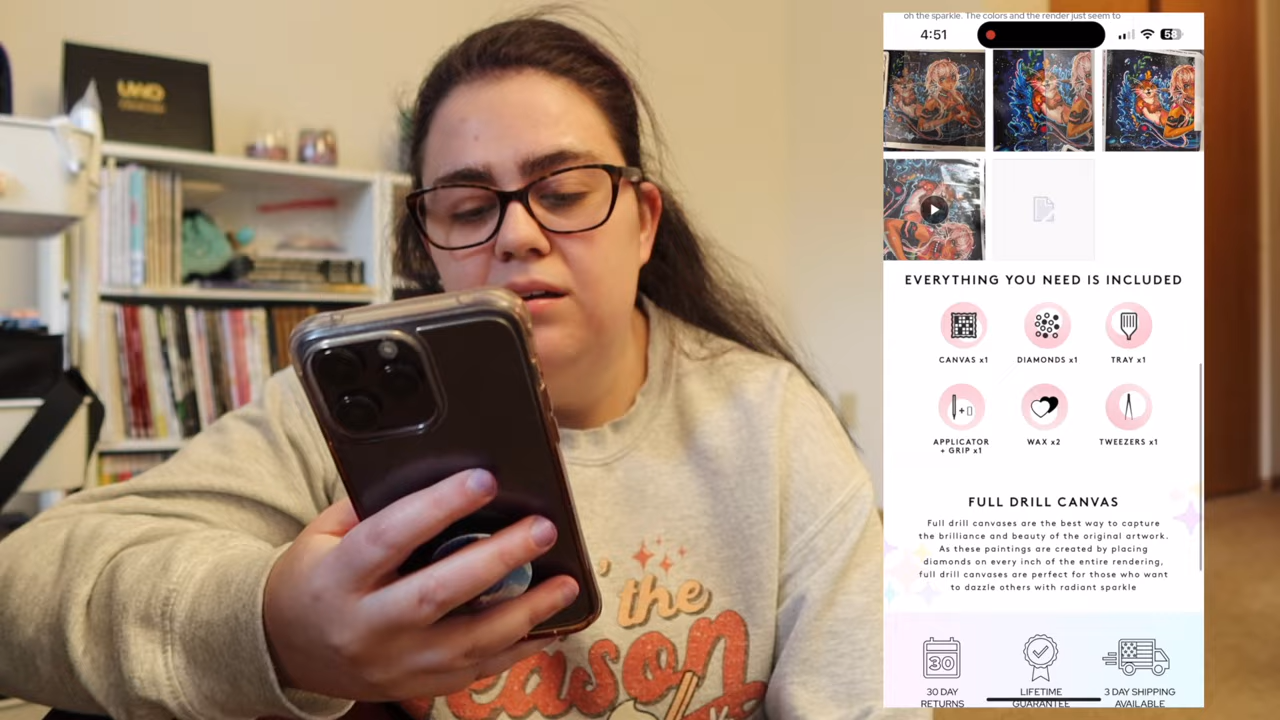 oh the sparkle. The colors and the render just seem to
4:51
58
EVERYTHING YOU NEED IS INCLUDED
CANVAS x1
DIAMONDS x1
TRAY x1
APPLICATOR
+ GRIP x1
WAX x2
TWEEZERS x1
FULL DRILL CANVAS
Full drill canvases are the best way to capture
the brilliance and beauty of the original artwork.
As these paintings are created by placing
diamonds on every inch of the entire rendering,
full drill canvases are perfect for those who want
to dazzle others with radiant sparkle
30
30 DAY
RETURNS
LIFETIME
GUARANTEE
3 DAY SHIPPING
AVAILABLE
the
eason